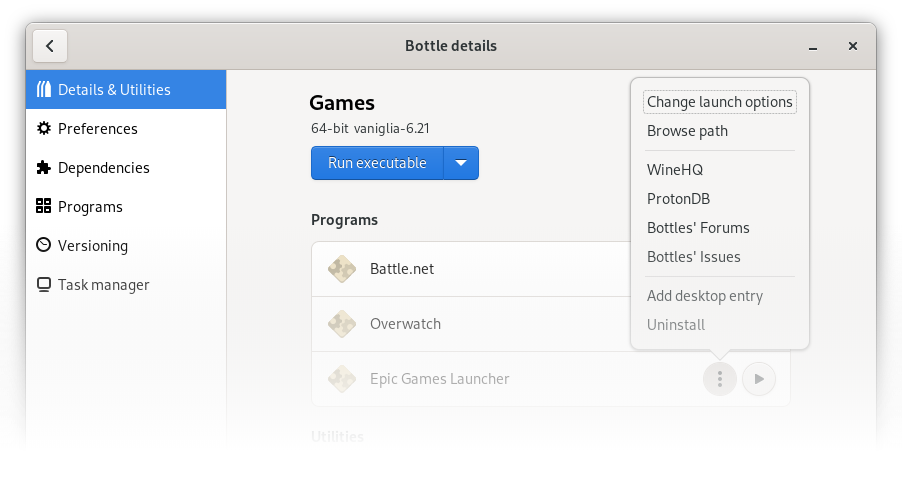 Bottle details
Details & Utilities
Preferences
Dependencies
Programs
Versioning
Task manager
Games
64-bit vaniglia-6.21
Run executable
Programs
Battle.net
Overwatch
Epic Games Launcher
Utilities
Change launch options
Browse path
WineHQ
ProtonDB
Bottles' Forums
Bottles' Issues
Add desktop entry
Uninstall